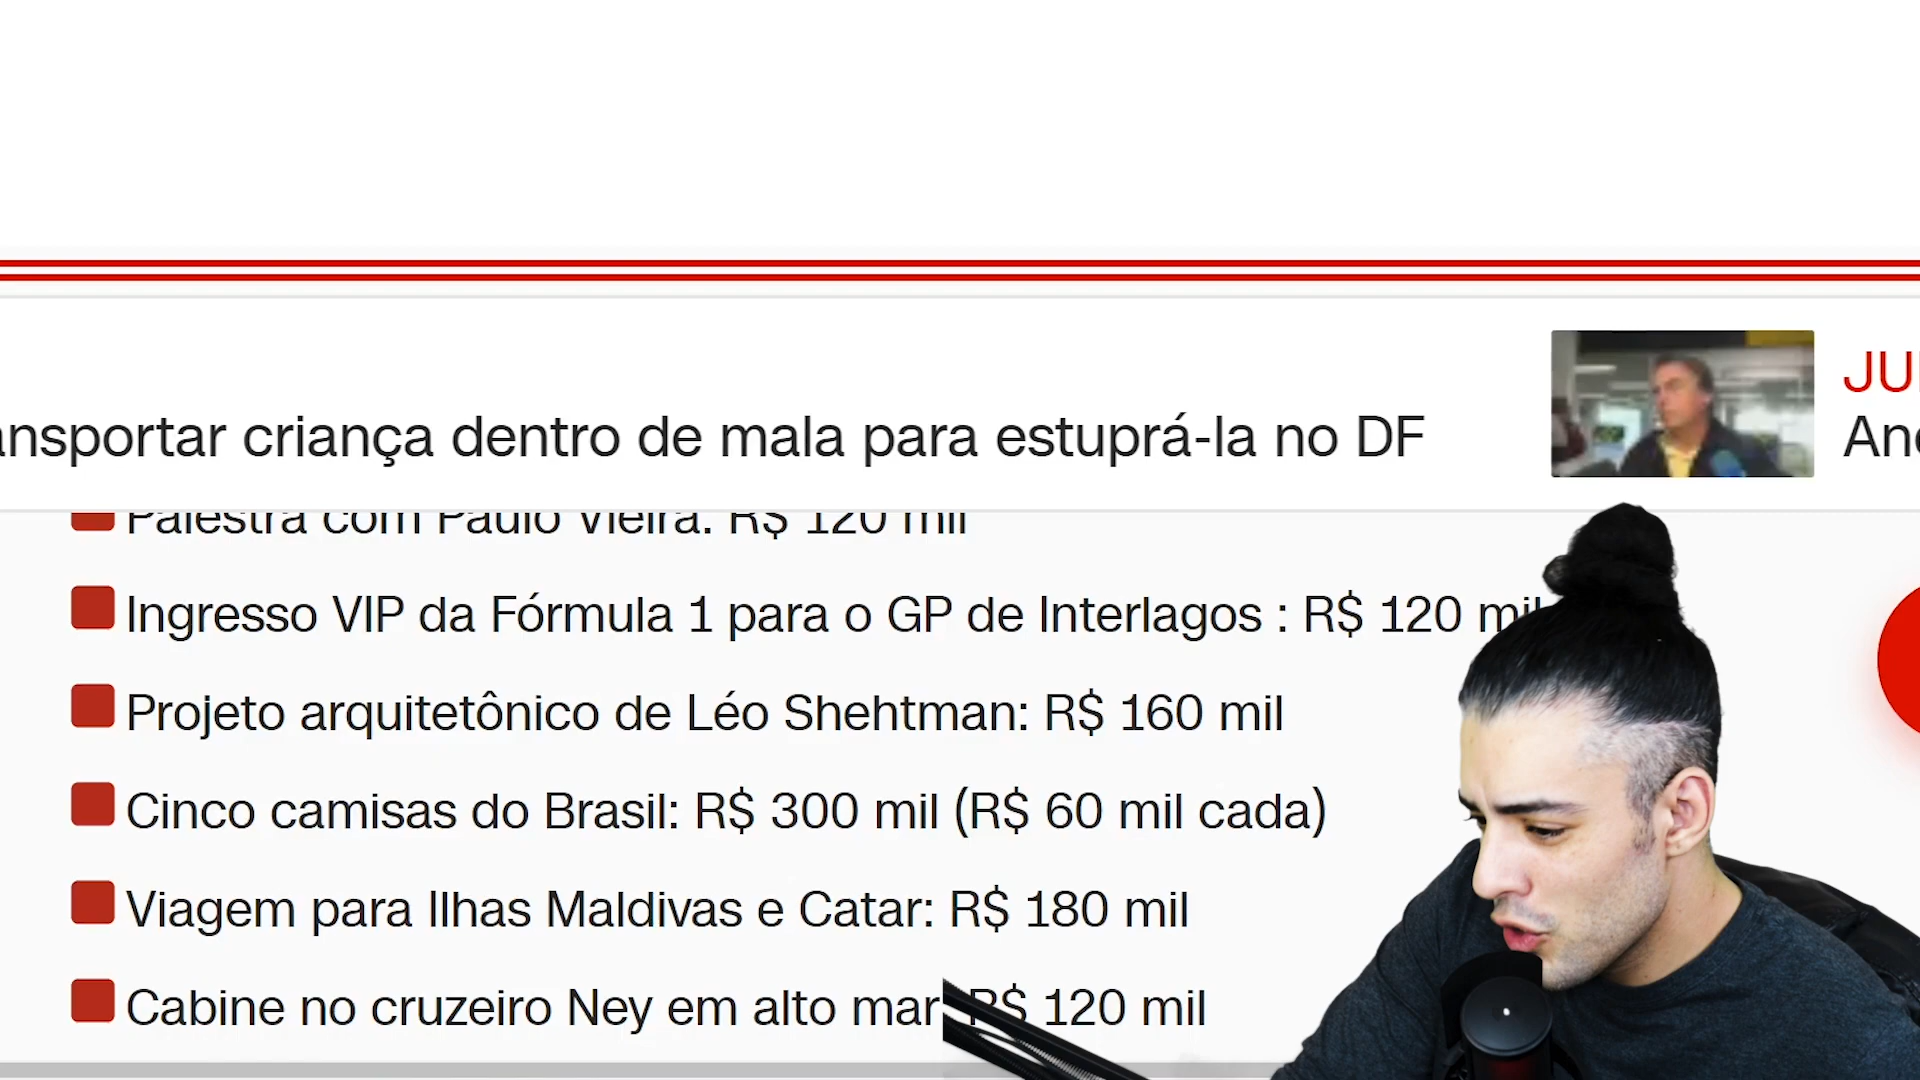 JU
ansportar criança dentro de mala para estuprá-la no DF
An
Palestra com Paulo Vieira: R$ 120 mil
Ingresso VIP da Fórmula 1 para o GP de Interlagos : R$ 120 mil
Projeto arquitetônico de Léo Shehtman: R$ 160 mil
Cinco camisas do Brasil: R$ 300 mil (R$ 60 mil cada)
Viagem para Ilhas Maldivas e Catar: R$ 180 mil
Cabine no cruzeiro Ney em alto mar R$ 120 mil